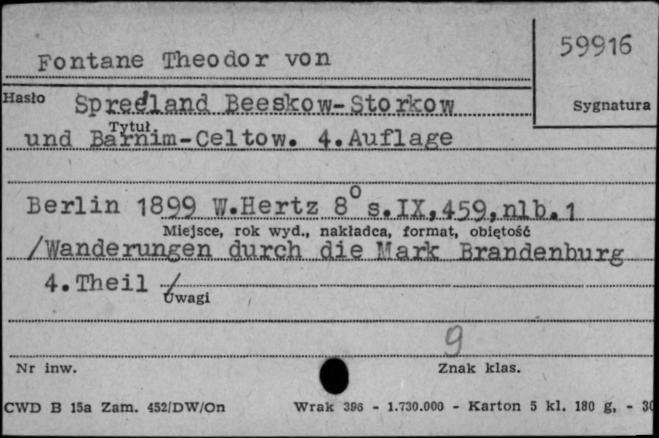 Fontane Theodor von
59916
Hasło
Spreeland Beeskow-Storkow
Sygnatura
Tytuł
und Barnim-Celtow. 4.Auflage
Berlin 1899 W.Hertz 8° s.IX,459,nlb.1
Miejsce, rok wyd., nakładca, format, obiętość
/Wanderungen durch die Mark Brandenburg
4.Theil /
Uwagi
9
Nr inw.
Znak klas.
CWD B 15a Zam. 452/DW/On
Wrak 396 - 1.730.000 - Karton 5 kl. 180 g, - 30